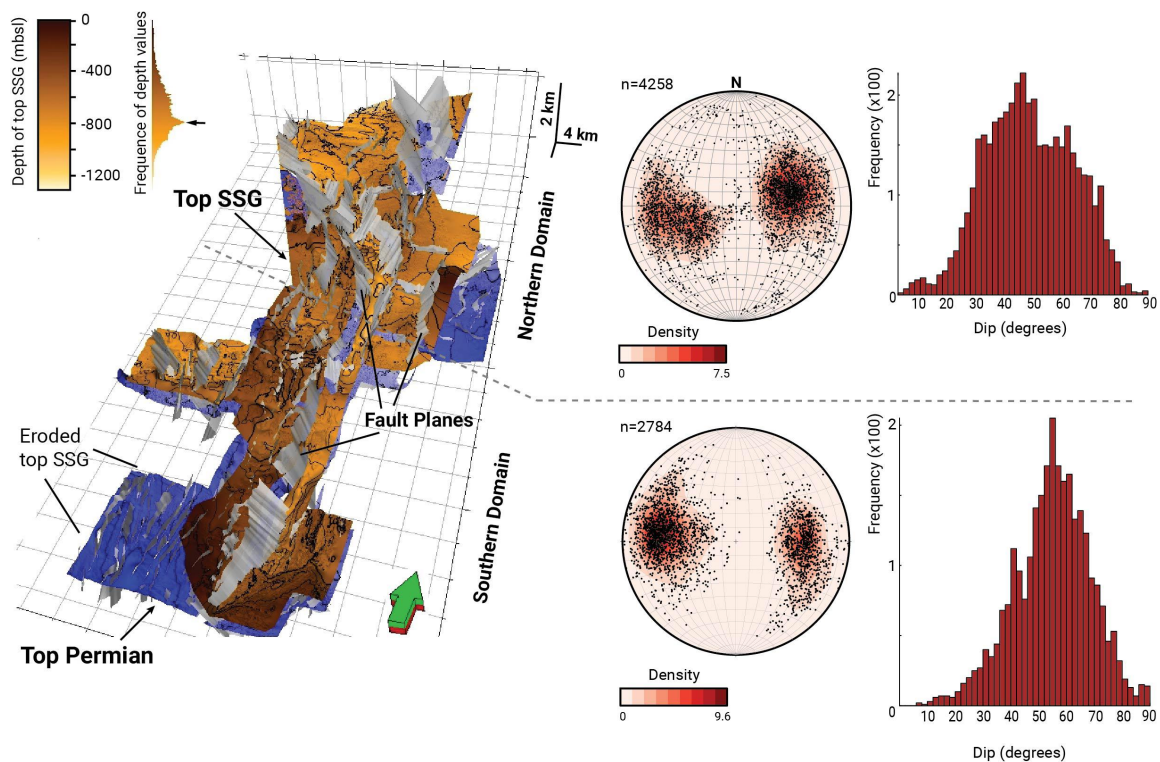 Depth of top SSG (mbsl)
0
-400
-800
-1200
Frequence of depth values
2 km
4 km
Top SSG
Northern Domain
Fault Planes
Eroded
top SSG
Southern Domain
Top Permian
n=4258
N
Density
0
7.5
Frequency (x100)
2
1
0
10 20 30 40 50 60 70 80 90
Dip (degrees)
n=2784
Density
0
9.6
Frequency (x100)
2
1
0
10 20 30 40 50 60 70 80 90
Dip (degrees)